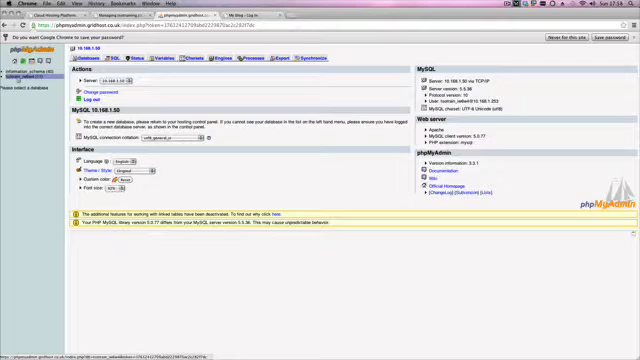 Chrome File Edit View History Bookmarks Window Help
Sun 17:58
Cloud Hosting Platform
phpmyadmin.gridhost.co.uk
My Blog › Log In
Do you want Google Chrome to save your password?
Never for this site
Save password
phpMyAdmin
information_schema (40)
Please select a database
10.168.1.50
Databases SQL Status Variables Charsets Engines Processes Export Synchronize
Actions
Server: 10.168.1.50
Change password
Log out
MySQL 10.168.1.50
To create a new database, please return to your hosting control panel. If you cannot see your database in the list on the left hand menu, please ensure you have logged
into the correct database server, as shown in the control panel.
MySQL connection collation: utf8_general_ci
Interface
Language: English
Theme / Style: Original
Custom color: Reset
Font size: 82%
MySQL
Server: 10.168.1.50 via TCP/IP
Server version: 5.5.36
Protocol version: 10
MySQL charset: UTF-8 Unicode (utf8)
Web server
Apache
MySQL client version: 5.0.77
PHP extension: mysql
phpMyAdmin
Documentation
Wiki
Official Homepage
[ChangeLog] [Subversion] [Lists]
phpMyAdmin
The additional features for working with linked tables have been deactivated. To find out why click here.
Your PHP MySQL library version 5.0.77 differs from your MySQL server version 5.5.36. This may cause unpredictable behavior.